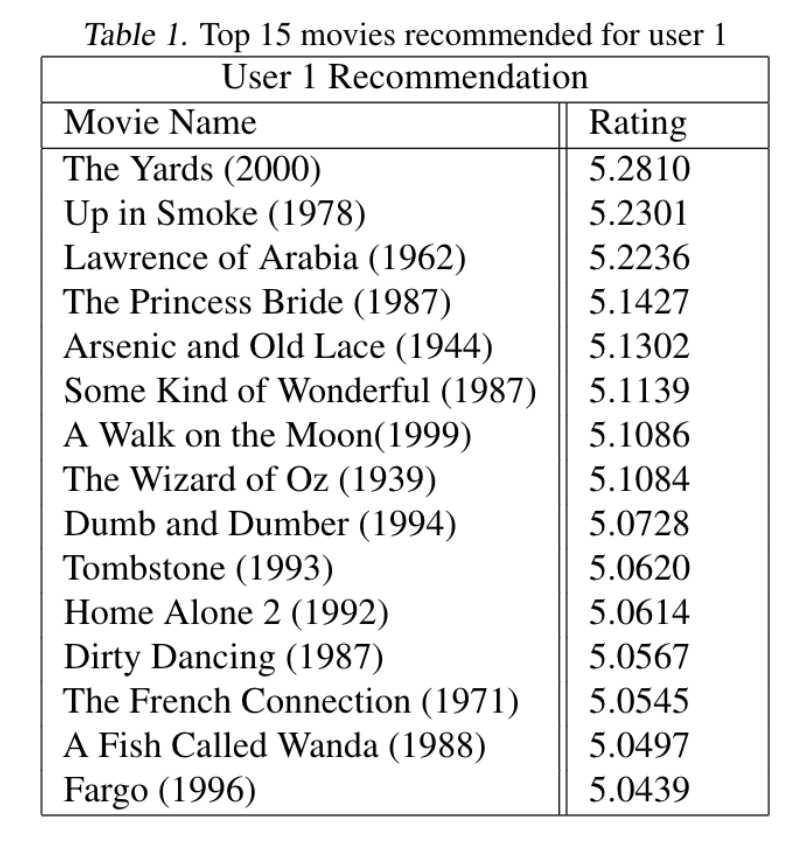 Table 1. Top 15 movies recommended for user 1
User 1 Recommendation
Movie Name Rating
The Yards (2000) 5.2810
Up in Smoke (1978) 5.2301
Lawrence of Arabia (1962) 5.2236
The Princess Bride (1987) 5.1427
Arsenic and Old Lace (1944) 5.1302
Some Kind of Wonderful (1987) 5.1139
A Walk on the Moon(1999) 5.1086
The Wizard of Oz (1939) 5.1084
Dumb and Dumber (1994) 5.0728
Tombstone (1993) 5.0620
Home Alone 2 (1992) 5.0614
Dirty Dancing (1987) 5.0567
The French Connection (1971) 5.0545
A Fish Called Wanda (1988) 5.0497
Fargo (1996) 5.0439